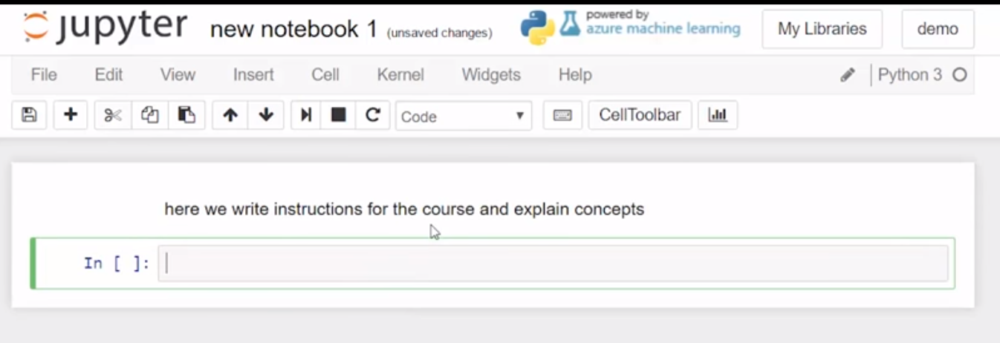 jupyter new notebook 1 (unsaved changes) powered by azure machine learning My Libraries demo
File Edit View Insert Cell Kernel Widgets Help Python 3
Code CellToolbar
here we write instructions for the course and explain concepts
In [ ]: